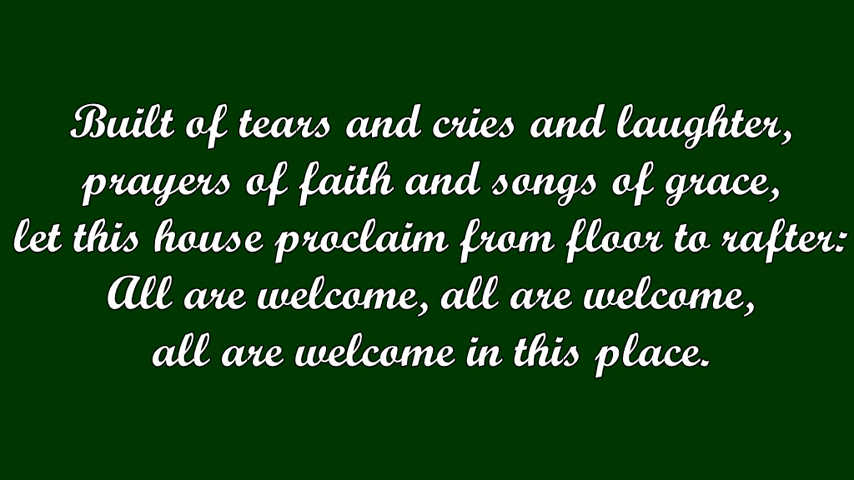 Built of tears and cries and laughter,
prayers of faith and songs of grace,
let this house proclaim from floor to rafter:
All are welcome, all are welcome,
all are welcome in this place.